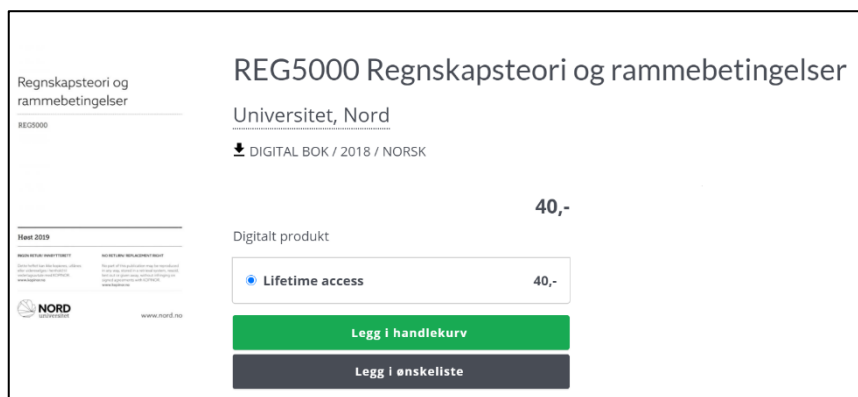 Regnskapsteori og
rammebetingelser
REG5000
Høst 2019
NORD
universitet
www.nord.no
REG5000 Regnskapsteori og rammebetingelser
Universitet, Nord
DIGITAL BOK / 2018 / NORSK
40,-
Digitalt produkt
Lifetime access 40,-
Legg i handlekurv
Legg i ønskeliste